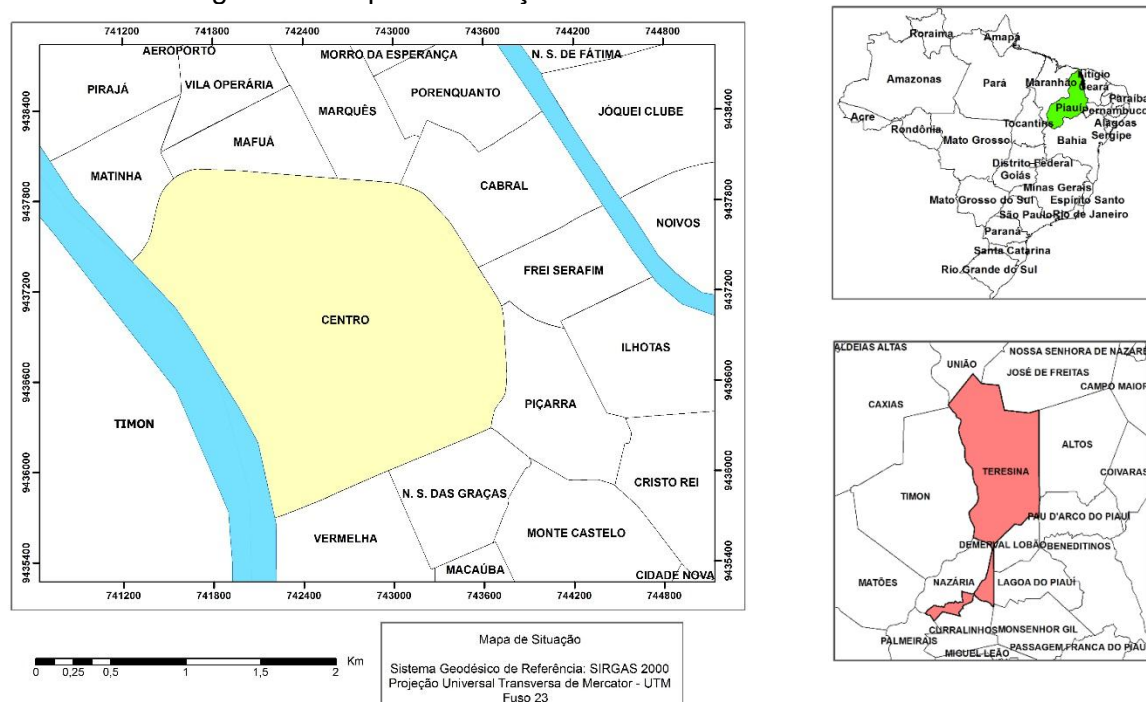 741200 741800 742400 743000 743600 744200 744800
AEROPORTO
MORRO DA ESPERANÇA
N. S. DE FÁTIMA
PIRAJÁ
VILA OPERÁRIA
PORENQUANTO
MARQUÊS
JÓQUEI CLUBE
MAFUÁ
MATINHA
CABRAL
NOIVOS
FREI SERAFIM
CENTRO
ILHOTAS
TIMON
PIÇARRA
CRISTO REI
N. S. DAS GRAÇAS
VERMELHA
MONTE CASTELO
MACAÚBA
CIDADE NOVA
9438400
9437800
9437200
9436600
9436000
9435400
9438400
9437800
9437200
9436600
9436000
9435400
741200 741800 742400 743000 743600 744200 744800
0 0,25 0,5 1 1,5 2 Km
Mapa de Situação
Sistema Geodésico de Referência: SIRGAS 2000
Projeção Universal Transversa de Mercator - UTM
Fuso 23
Roraima
Amapá
Amazonas
Pará
Maranhão
Litígio
Ceará
Paraíba
Piauí
Pernambuco
Acre
Tocantins
Alagoas
Rondônia
Sergipe
Mato Grosso
Bahia
Distrito Federal
Goiás
Minas Gerais
Mato Grosso do Sul
Espírito Santo
São Paulo
Rio de Janeiro
Paraná
Santa Catarina
Rio Grande do Sul
ALDEIAS ALTAS
NOSSA SENHORA DE NAZARÉ
UNIÃO
JOSÉ DE FREITAS
CAMPO MAIOR
CAXIAS
ALTOS
TERESINA
COIVARAS
TIMON
PAU D'ARCO DO PIAUÍ
DEMERVAL LOBÃO
BENEDITINOS
MATÕES
NAZÁRIA
LAGOA DO PIAUÍ
CURRALINHOS
MONSENHOR GIL
PALMEIRAIS
PASSAGEM FRANCA DO PIAUÍ
MIGUEL LEÃO